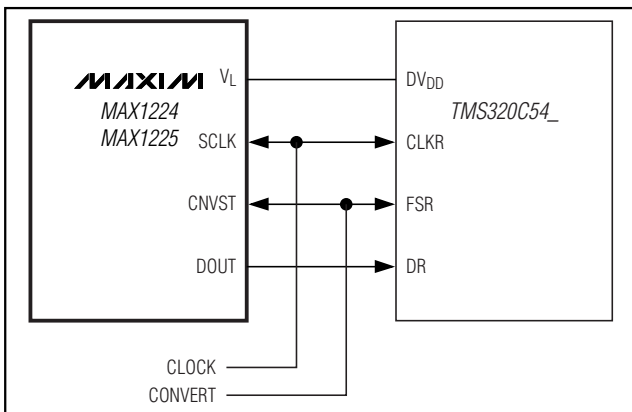 MAXIM
MAX1224
MAX1225
VL
SCLK
CNVST
DOUT
DVDD
TMS320C54_
CLKR
FSR
DR
CLOCK
CONVERT